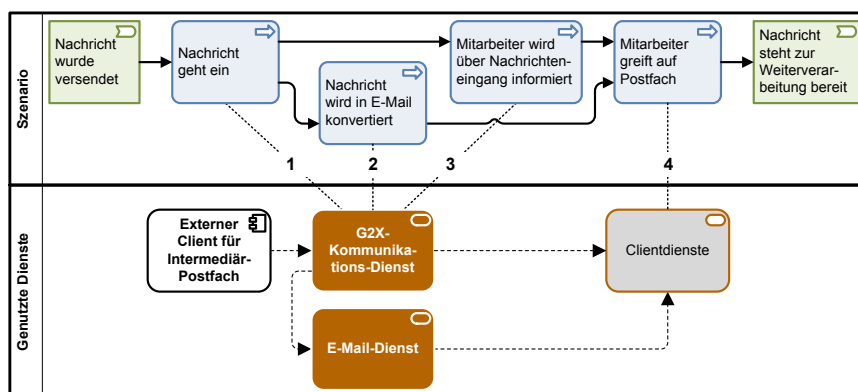 Szenario
Nachricht
wurde
versendet
Nachricht
geht ein
Nachricht
wird in E-Mail
konvertiert
Mitarbeiter wird
über Nachrichten-
eingang informiert
Mitarbeiter
greift auf
Postfach
Nachricht
steht zur
Weiterverar-
beitung bereit
1
2
3
4
Genutzte Dienste
Externer
Client für
Intermediär-
Postfach
G2X-
Kommunika-
tions-Dienst
E-Mail-Dienst
Clientdienste